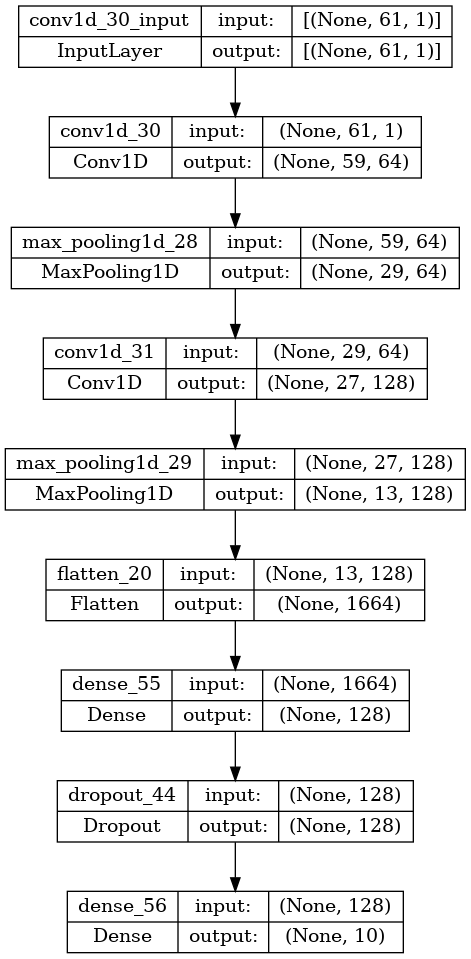 conv1d_30_input input: [(None, 61, 1)]
InputLayer output: [(None, 61, 1)]
conv1d_30 input: (None, 61, 1)
Conv1D output: (None, 59, 64)
max_pooling1d_28 input: (None, 59, 64)
MaxPooling1D output: (None, 29, 64)
conv1d_31 input: (None, 29, 64)
Conv1D output: (None, 27, 128)
max_pooling1d_29 input: (None, 27, 128)
MaxPooling1D output: (None, 13, 128)
flatten_20 input: (None, 13, 128)
Flatten output: (None, 1664)
dense_55 input: (None, 1664)
Dense output: (None, 128)
dropout_44 input: (None, 128)
Dropout output: (None, 128)
dense_56 input: (None, 128)
Dense output: (None, 10)